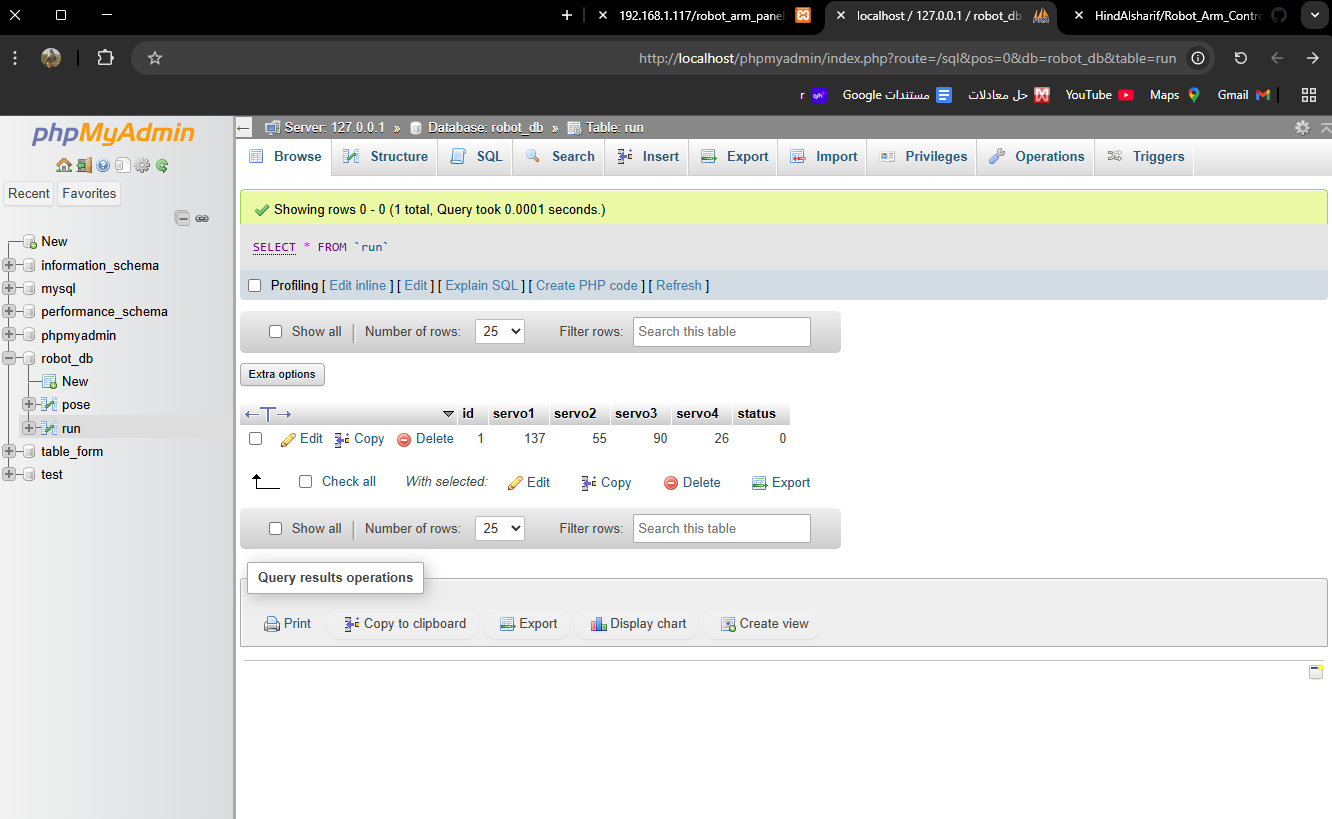 192.168.1.117/robot_arm_pane
localhost / 127.0.0.1 / robot_db
HindAlsharif/Robot_Arm_Contro
http://localhost/phpmyadmin/index.php?route=/sql&pos=0&db=robot_db&table=run
r
مستندات Google
حل معادلات
YouTube
Maps
Gmail
phpMyAdmin
Recent
Favorites
New
information_schema
mysql
performance_schema
phpmyadmin
robot_db
New
pose
run
table_form
test
Server: 127.0.0.1 » Database: robot_db » Table: run
Browse Structure SQL Search Insert Export Import Privileges Operations Triggers
Showing rows 0 - 0 (1 total, Query took 0.0001 seconds.)
SELECT * FROM `run`
Profiling [ Edit inline ] [ Edit ] [ Explain SQL ] [ Create PHP code ] [ Refresh ]
Show all Number of rows: 25 Filter rows: Search this table
Extra options
id servo1 servo2 servo3 servo4 status
Edit Copy Delete 1 137 55 90 26 0
Check all With selected: Edit Copy Delete Export
Show all Number of rows: 25 Filter rows: Search this table
Query results operations
Print Copy to clipboard Export Display chart Create view